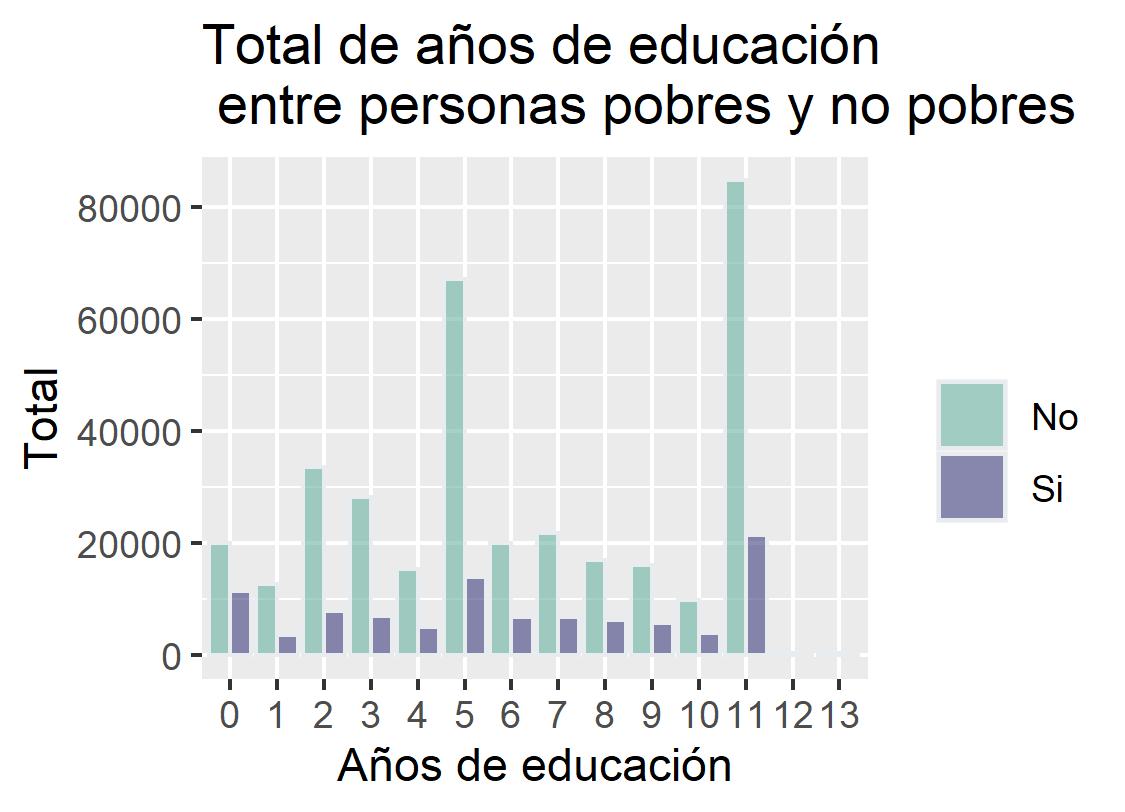 Total de años de educación
entre personas pobres y no pobres
80000
60000
40000
20000
0
Total
0 1 2 3 4 5 6 7 8 9 10 11 12 13
Años de educación
No
Si